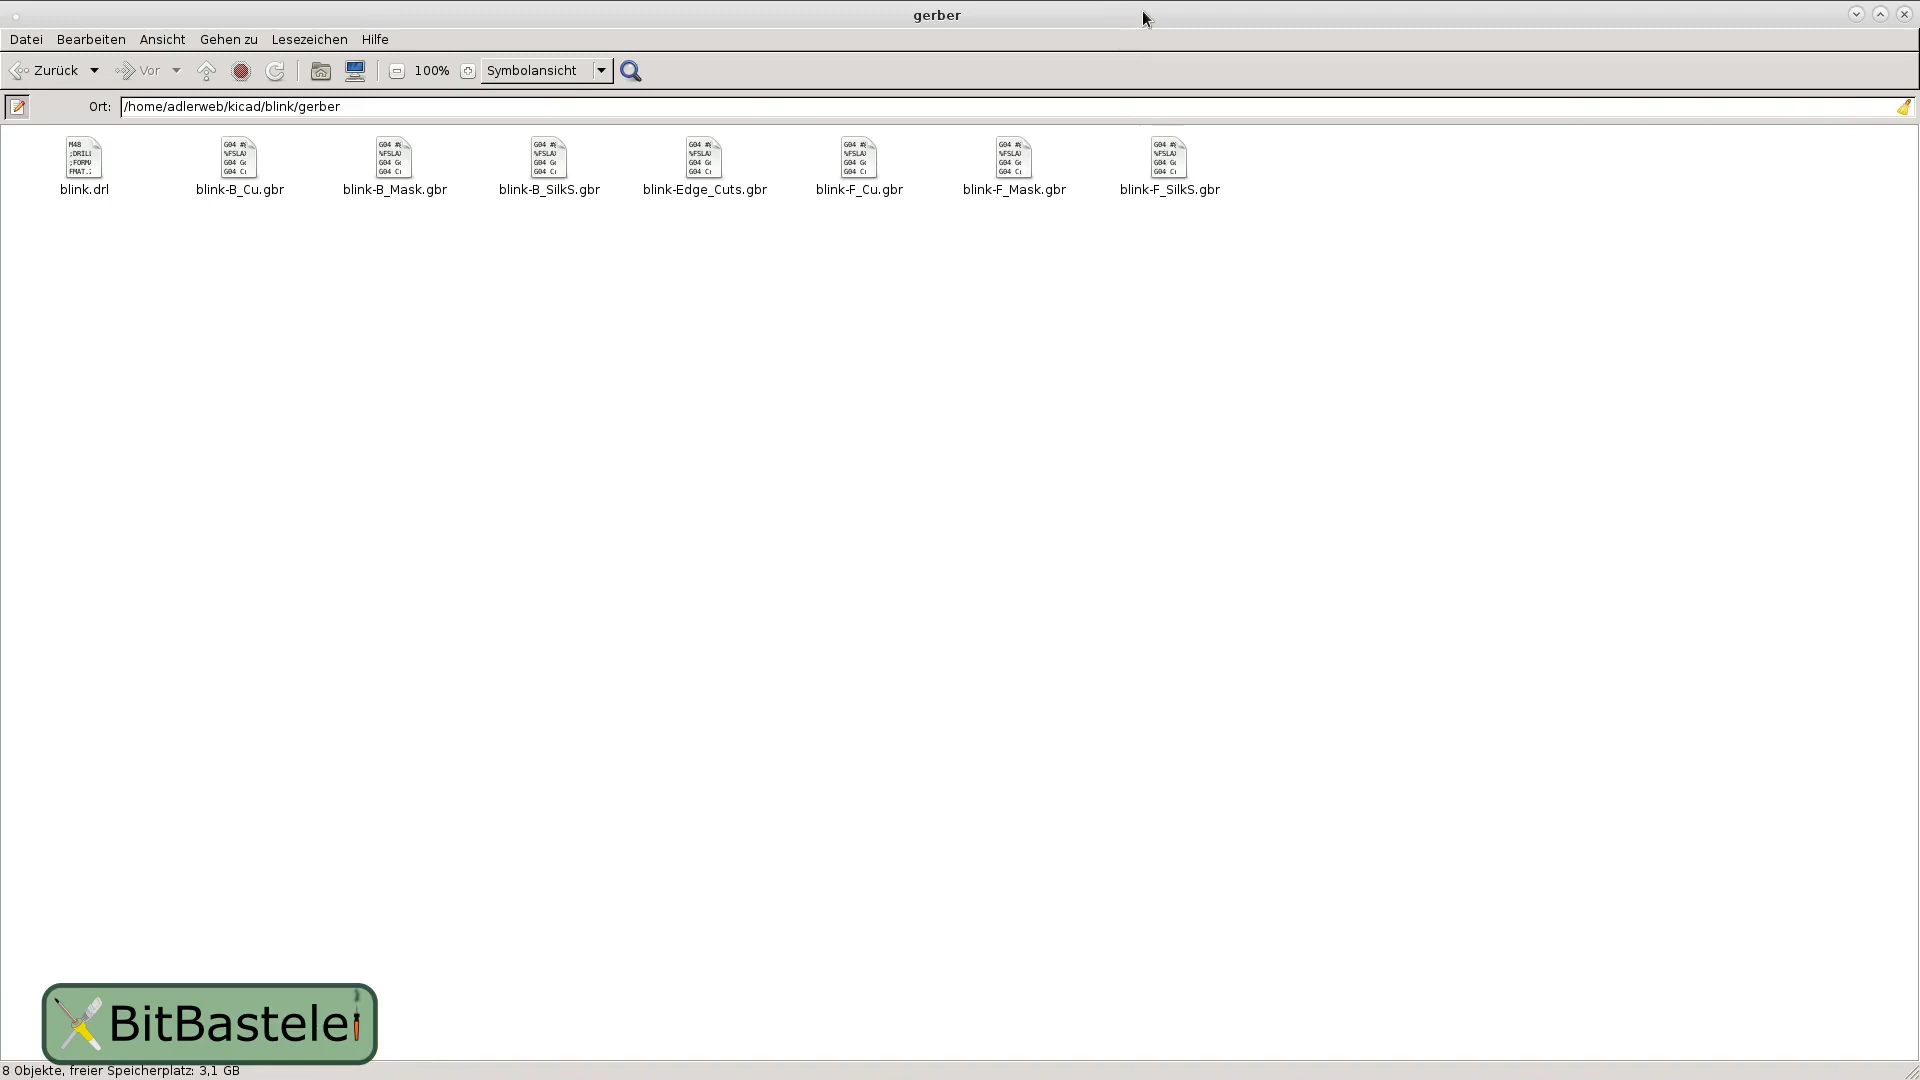 gerber
Datei Bearbeiten Ansicht Gehen zu Lesezeichen Hilfe
Zurück Vor 100% Symbolansicht
Ort: /home/adlerweb/kicad/blink/gerber
blink.drl blink-B_Cu.gbr blink-B_Mask.gbr blink-B_SilkS.gbr blink-Edge_Cuts.gbr blink-F_Cu.gbr blink-F_Mask.gbr blink-F_SilkS.gbr
BitBastelei
8 Objekte, freier Speicherplatz: 3,1 GB